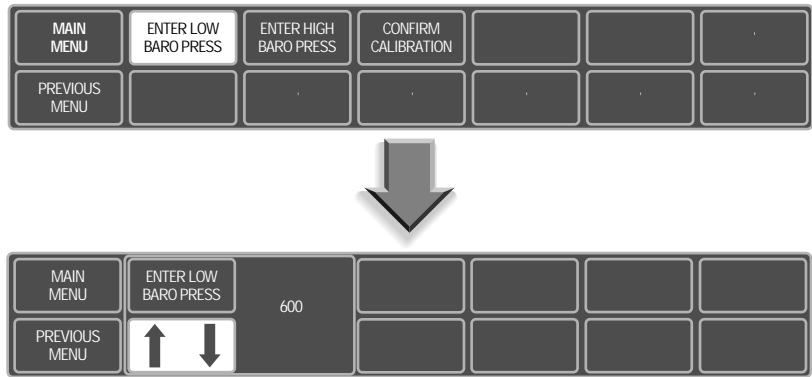 MAIN
MENU
ENTER LOW
BARO PRESS
ENTER HIGH
BARO PRESS
CONFIRM
CALIBRATION
PREVIOUS
MENU
MAIN
MENU
ENTER LOW
BARO PRESS
600
PREVIOUS
MENU